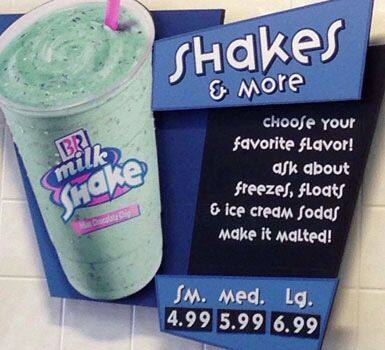 Shakes
& More
choose your
favorite flavor!
ask about
freezes, floats
& ice cream sodas
make it malted!
BR
milk
Shake
Mint Chocolate Chip
Sm. Med. Lg.
4.99 5.99 6.99